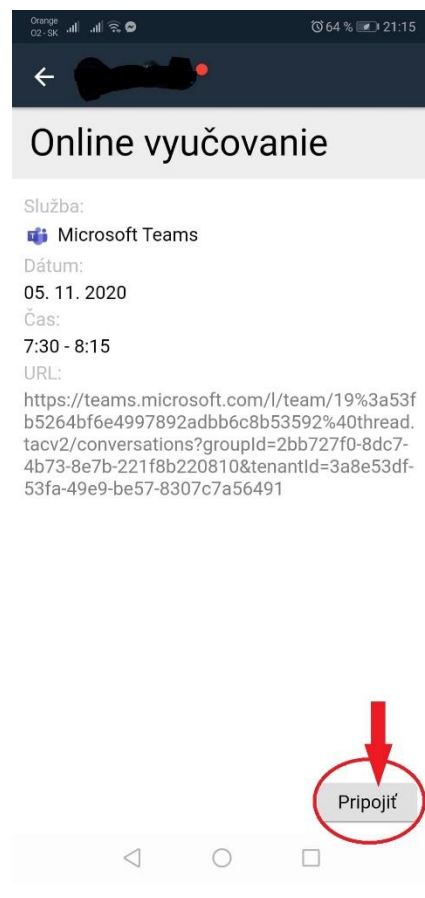 Orange
O2-SK 64 % 21:15
Online vyučovanie
Služba:
Microsoft Teams
Dátum:
05. 11. 2020
Čas:
7:30 - 8:15
URL:
https://teams.microsoft.com/l/team/19%3a53f
b5264bf6e4997892adbb6c8b53592%40thread.
tacv2/conversations?groupId=2bb727f0-8dc7-
4b73-8e7b-221f8b220810&tenantId=3a8e53df-
53fa-49e9-be57-8307c7a56491
Pripojiť